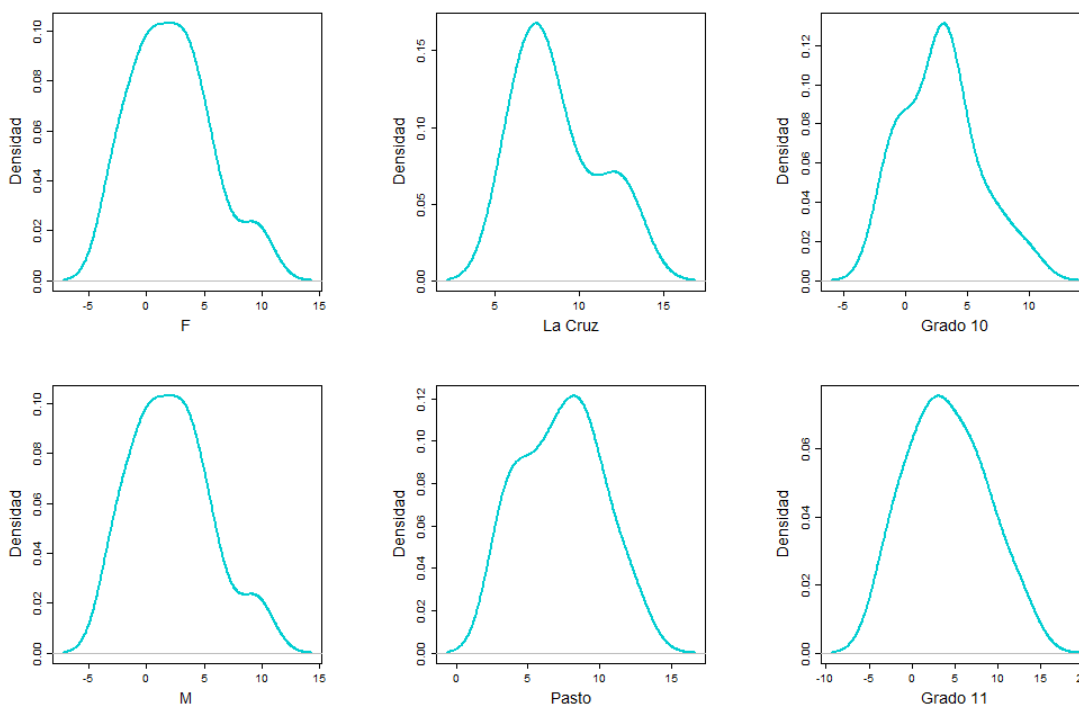 Densidad
0.00 0.02 0.04 0.06 0.08 0.10
-5 0 5 10 15
F
Densidad
0.00 0.05 0.10 0.15
5 10 15
La Cruz
Densidad
0.00 0.02 0.04 0.06 0.08 0.10 0.12
-5 0 5 10
Grado 10
Densidad
0.00 0.02 0.04 0.06 0.08 0.10
-5 0 5 10 15
M
Densidad
0.00 0.02 0.04 0.06 0.08 0.10 0.12
0 5 10 15
Pasto
Densidad
0.00 0.02 0.04 0.06
-10 -5 0 5 10 15
Grado 11